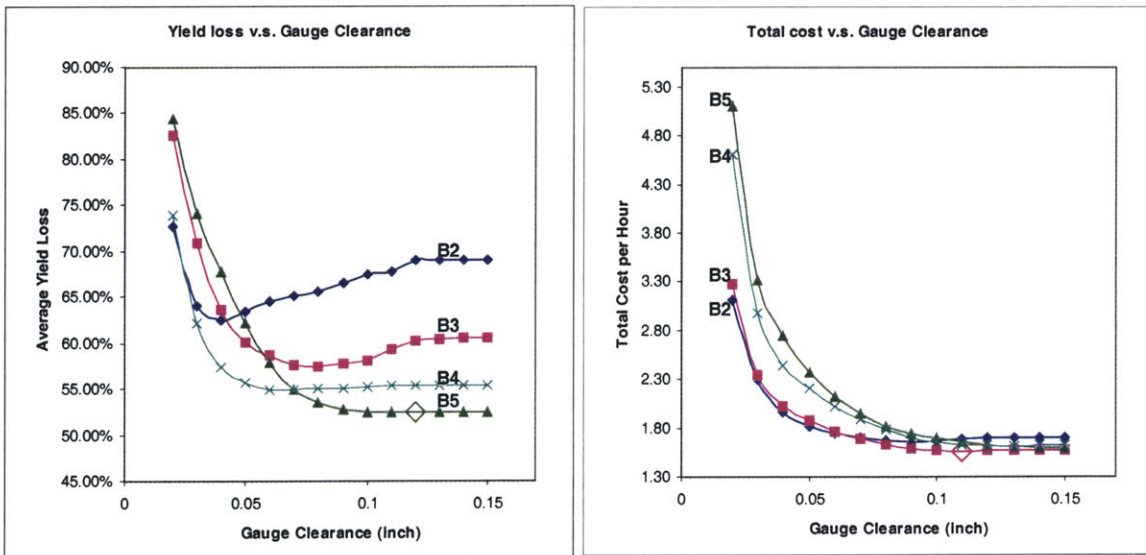 Yield loss v.s. Gauge Clearance
90.00%
85.00%
80.00%
75.00%
70.00%
65.00%
60.00%
55.00%
50.00%
45.00%
Average Yield Loss
B2
B3
B4
B5
0
0.05
0.1
0.15
Gauge Clearance (inch)
Total cost v.s. Gauge Clearance
5.30
4.80
4.30
3.80
3.30
2.80
2.30
1.80
1.30
Total Cost per Hour
B5
B4
B3
B2
0
0.05
0.1
0.15
Gauge Clearance (inch)